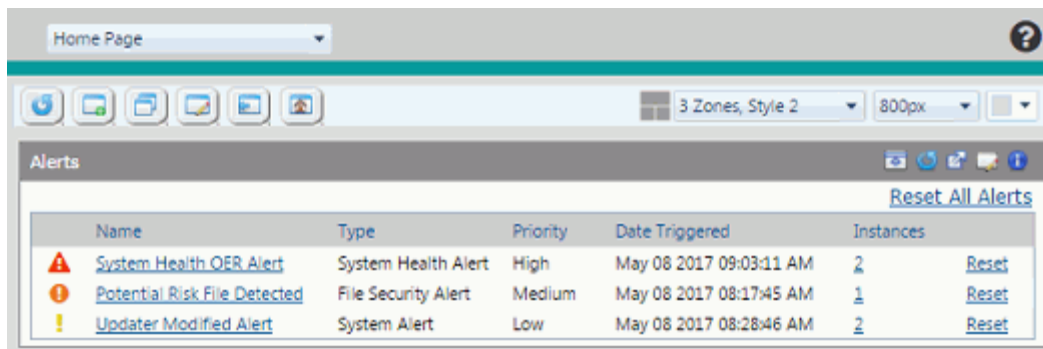 Home Page
3 Zones, Style 2 800px
Alerts
Reset All Alerts
Name Type Priority Date Triggered Instances
System Health OER Alert System Health Alert High May 08 2017 09:03:11 AM 2 Reset
Potential Risk File Detected File Security Alert Medium May 08 2017 08:17:45 AM 1 Reset
Updater Modified Alert System Alert Low May 08 2017 08:28:46 AM 2 Reset